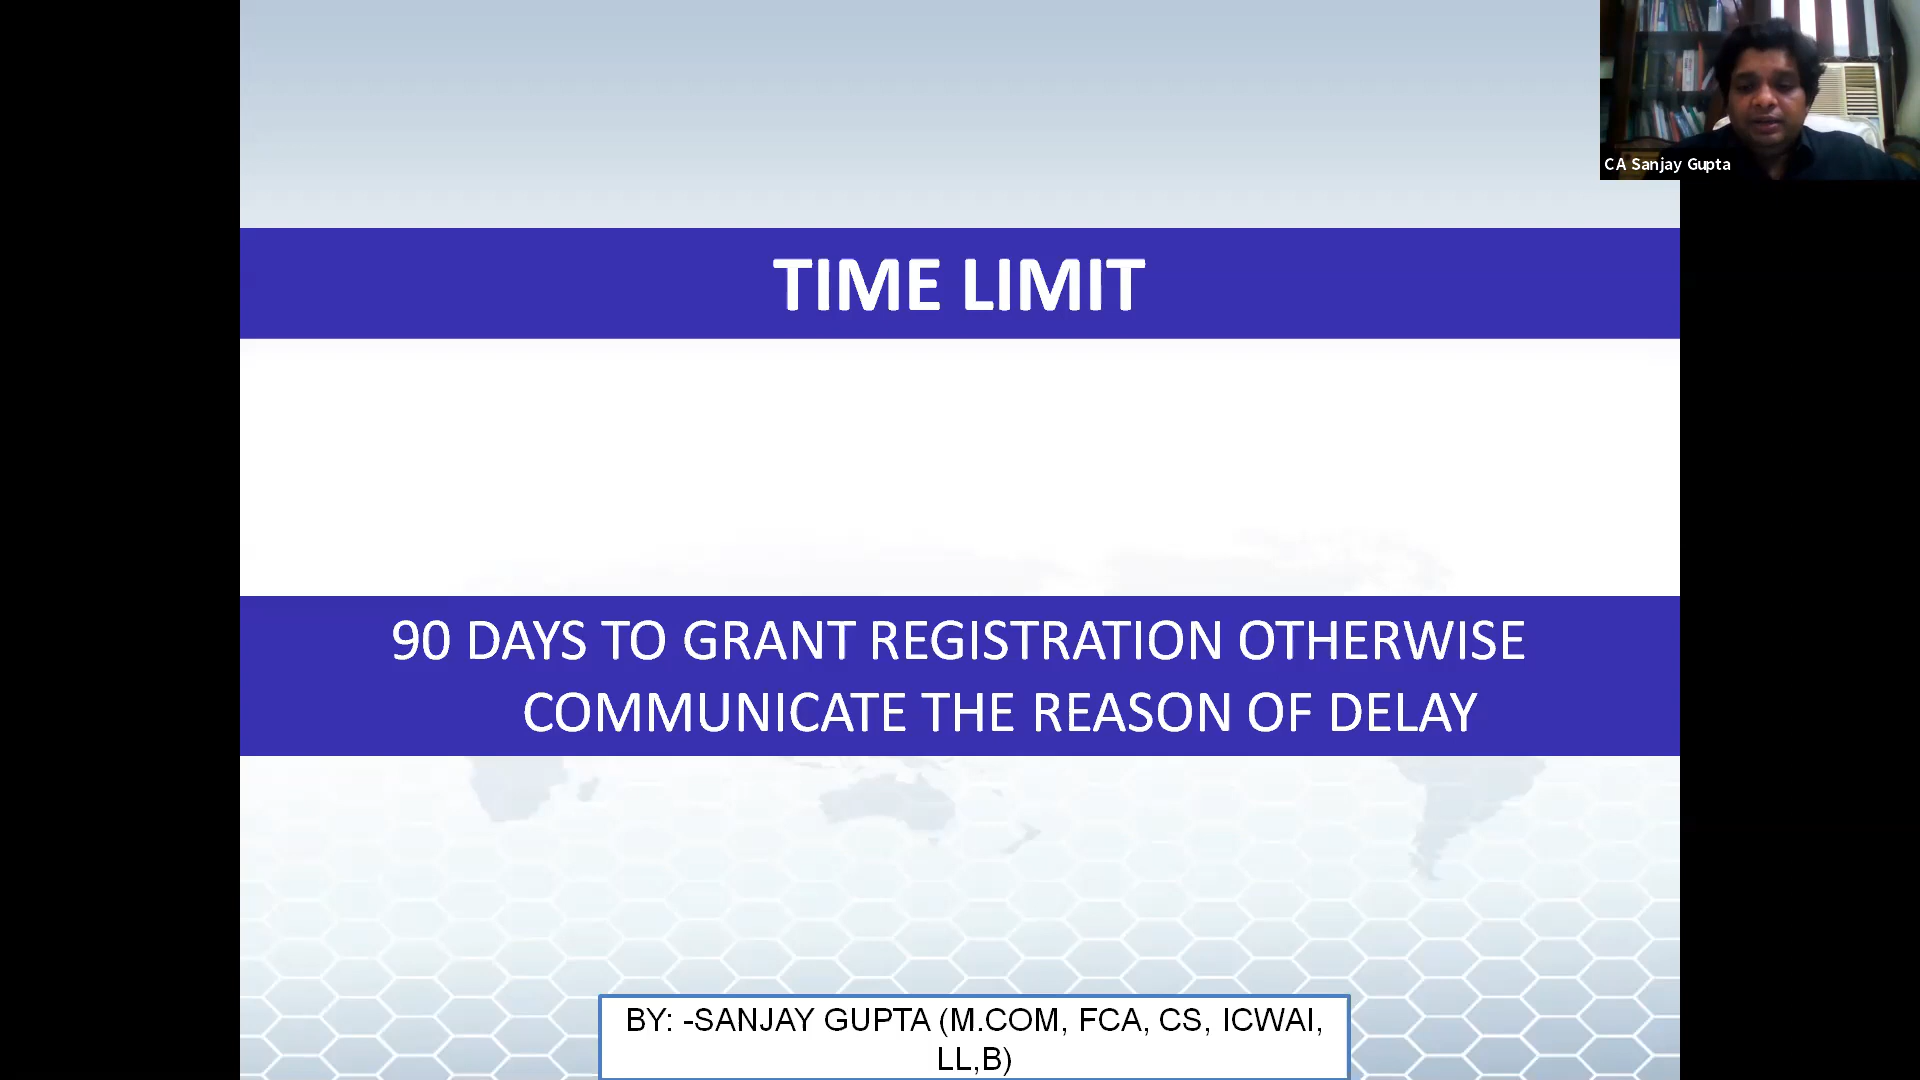 CA Sanjay Gupta
TIME LIMIT
90 DAYS TO GRANT REGISTRATION OTHERWISE
COMMUNICATE THE REASON OF DELAY
BY: -SANJAY GUPTA (M.COM, FCA, CS, ICWAI,
LL,B)